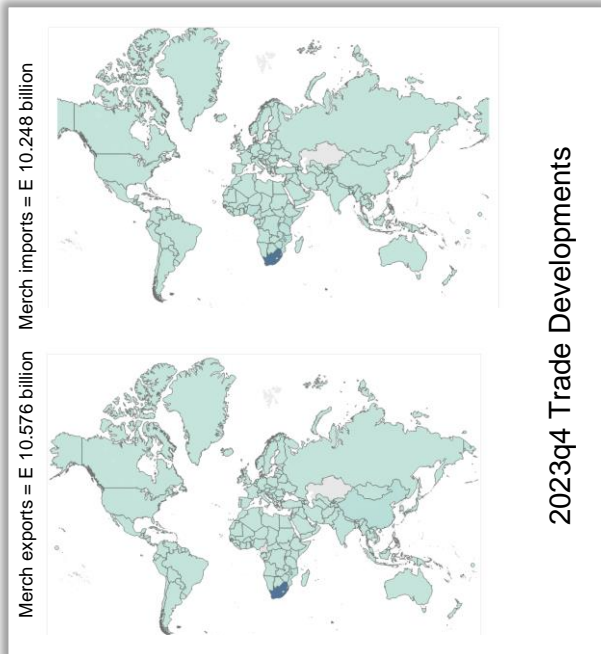 2023q4 Trade Developments
Merch imports = E 10.248 billion
Merch exports = E 10.576 billion